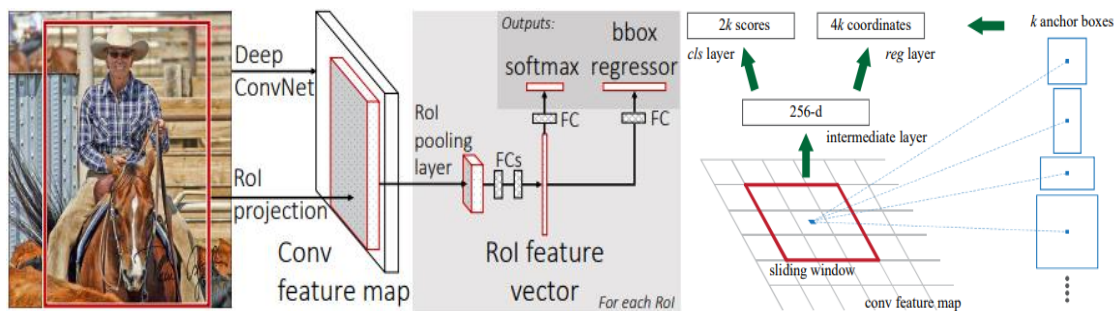 Deep
ConvNet
RoI
projection
Conv
feature map
RoI
pooling
layer
FCs
Outputs:
softmax
bbox
regressor
FC
FC
RoI feature
vector
For each RoI
2k scores
4k coordinates
k anchor boxes
cls layer
reg layer
256-d
intermediate layer
sliding window
conv feature map